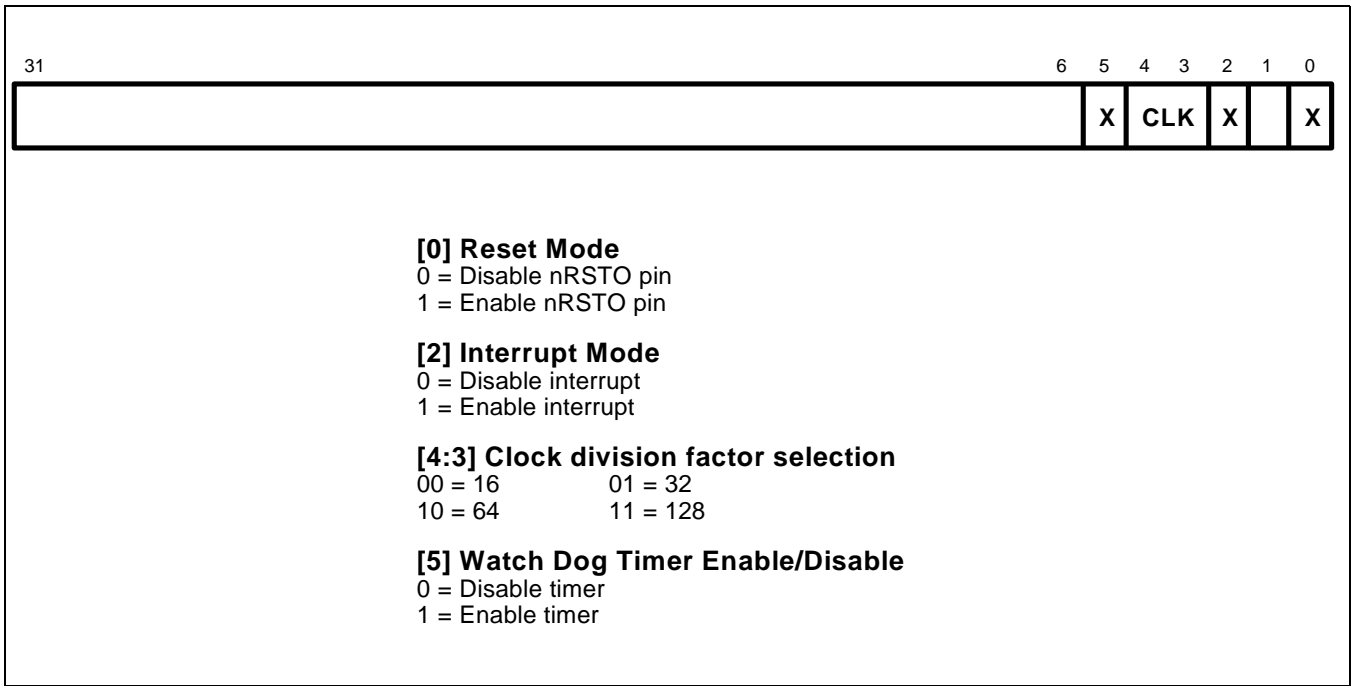 31 6 5 4 3 2 1 0
X CLK X X
[0] Reset Mode
0 = Disable nRSTO pin
1 = Enable nRSTO pin
[2] Interrupt Mode
0 = Disable interrupt
1 = Enable interrupt
[4:3] Clock division factor selection
00 = 16 01 = 32
10 = 64 11 = 128
[5] Watch Dog Timer Enable/Disable
0 = Disable timer
1 = Enable timer